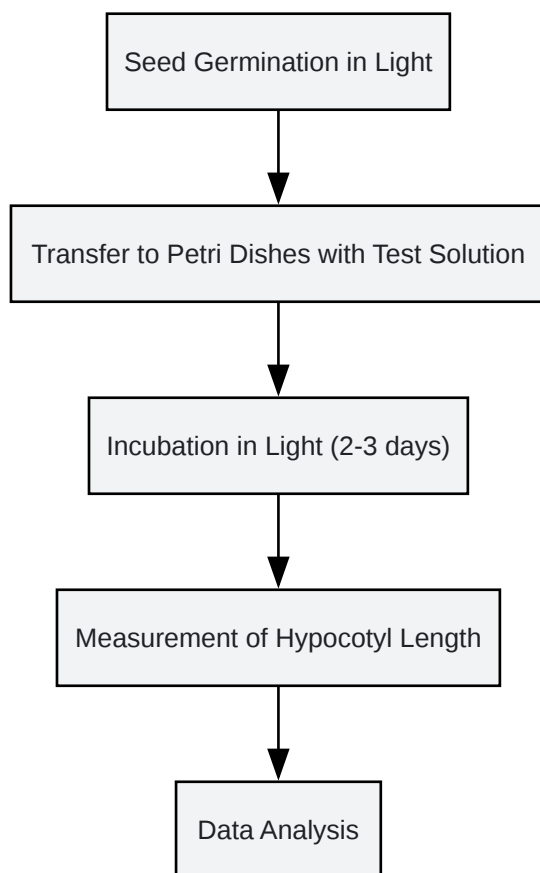 Seed Germination in Light
Transfer to Petri Dishes with Test Solution
Incubation in Light (2-3 days)
Measurement of Hypocotyl Length
Data Analysis